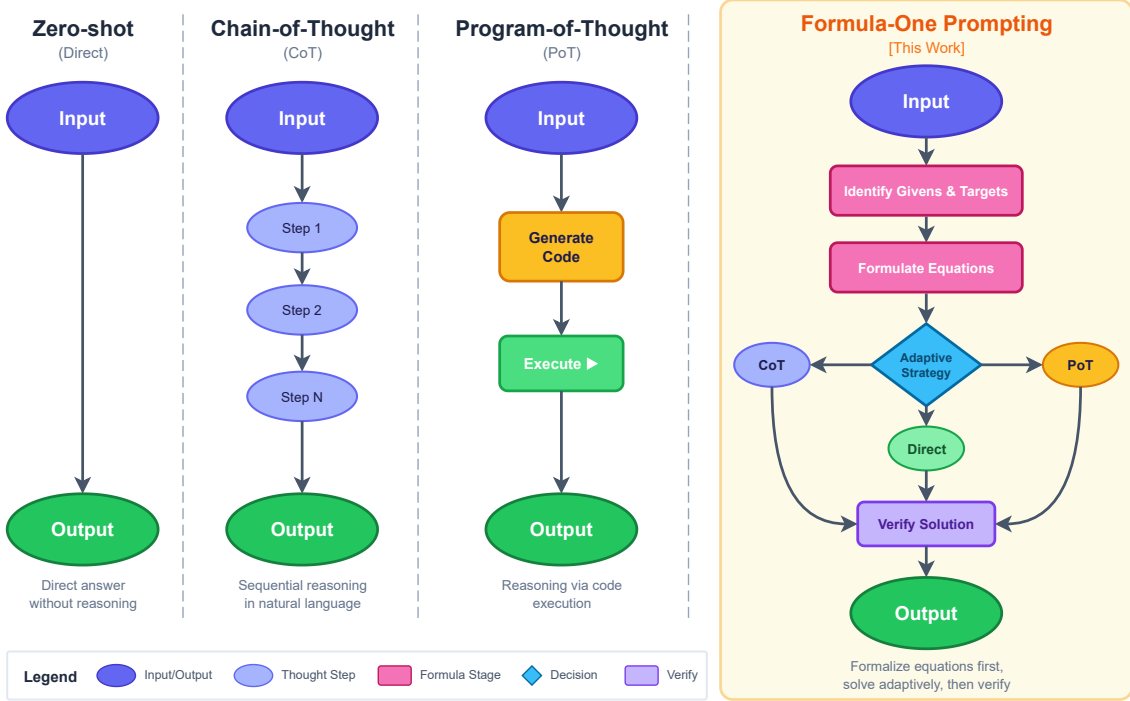 Zero-shot
(Direct)
Input
Output
Direct answer
without reasoning
Chain-of-Thought
(CoT)
Input
Step 1
Step 2
Step N
Output
Sequential reasoning
in natural language
Program-of-Thought
(PoT)
Input
Generate
Code
Execute ▶
Output
Reasoning via code
execution
Formula-One Prompting
[This Work]
Input
Identify Givens & Targets
Formulate Equations
Adaptive
Strategy
CoT
PoT
Direct
Verify Solution
Output
Formalize equations first,
solve adaptively, then verify
Legend
Input/Output
Thought Step
Formula Stage
Decision
Verify